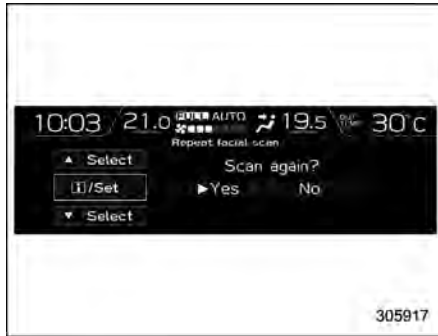 10:03 21.0 FULL AUTO 19.5 OUT TEMP 30°C
Repeat facial scan
▲ Select
Scan again?
i/Set
►Yes No
▼ Select
305917